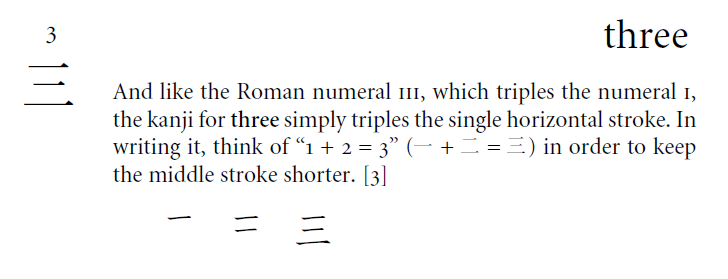 3
three
三
And like the Roman numeral III, which triples the numeral I,
the kanji for three simply triples the single horizontal stroke. In
writing it, think of “1 + 2 = 3” (一 + 二 = 三) in order to keep
the middle stroke shorter. [3]
一 二 三